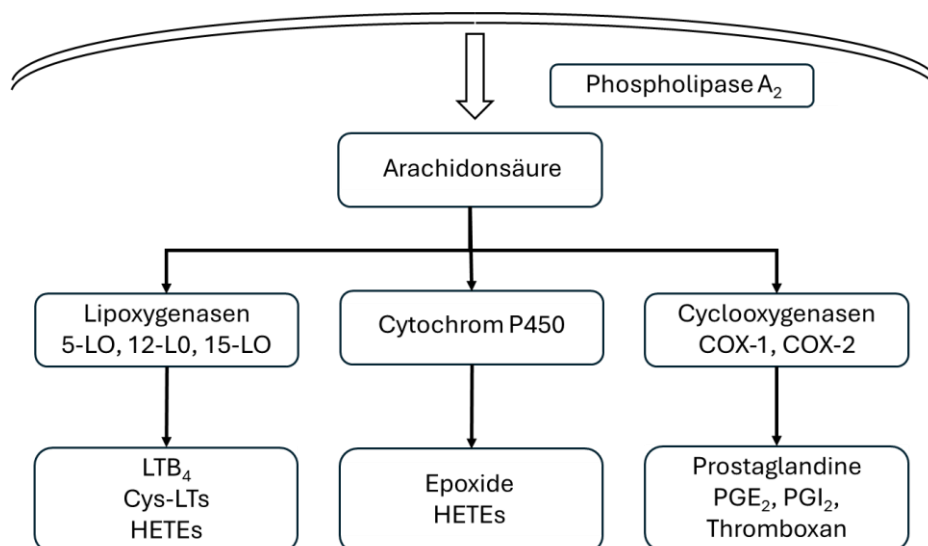 Phospholipase A₂
Arachidonsäure
Lipoxygenasen
5-LO, 12-L0, 15-LO
Cytochrom P450
Cyclooxygenasen
COX-1, COX-2
LTB₄
Cys-LTs
HETEs
Epoxide
HETEs
Prostaglandine
PGE₂, PGI₂,
Thromboxan